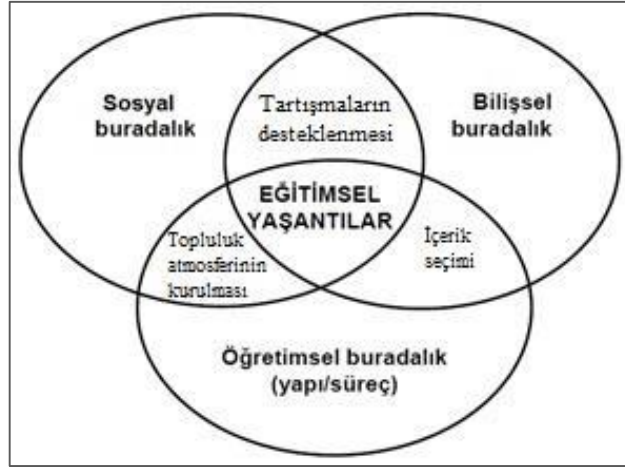 Sosyal
buradalık
Tartışmaların
desteklenmesi
Bilişsel
buradalık
EĞİTİMSEL
YAŞANTILAR
Topluluk
atmosferinin
kurulması
İçerik
seçimi
Öğretimsel buradalık
(yapı/süreç)